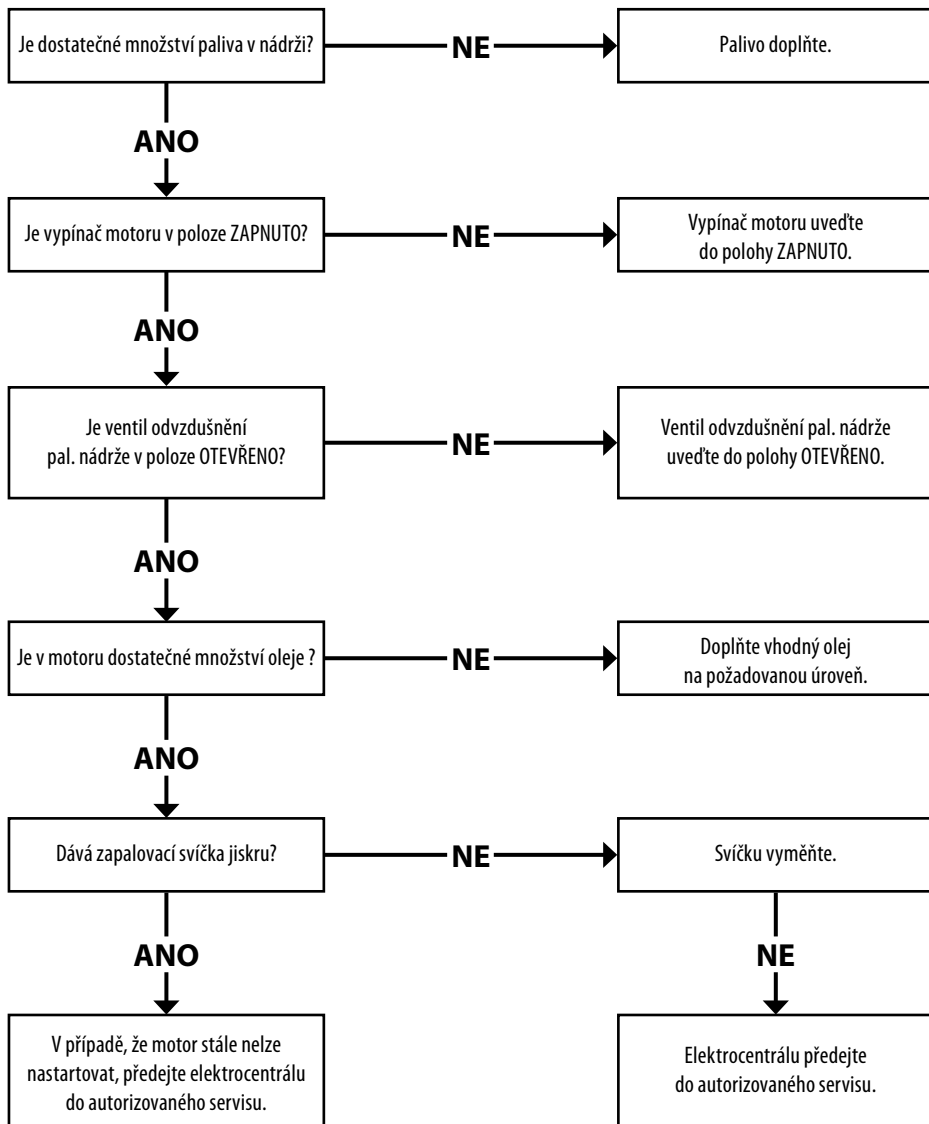 Je dostatečné množství paliva v nádrži?
NE
Palivo doplňte.
ANO
Je vypínač motoru v poloze ZAPNUTO?
NE
Vypínač motoru uveďte
do polohy ZAPNUTO.
ANO
Je ventil odvzdušnění
pal. nádrže v poloze OTEVŘENO?
NE
Ventil odvzdušnění pal. nádrže
uveďte do polohy OTEVŘENO.
ANO
Je v motoru dostatečné množství oleje ?
NE
Doplňte vhodný olej
na požadovanou úroveň.
ANO
Dává zapalovací svíčka jiskru?
NE
Svíčku vyměňte.
ANO
NE
V případě, že motor stále nelze
nastartovat, předejte elektrocentrálu
do autorizovaného servisu.
Elektrocentrálu předejte
do autorizovaného servisu.